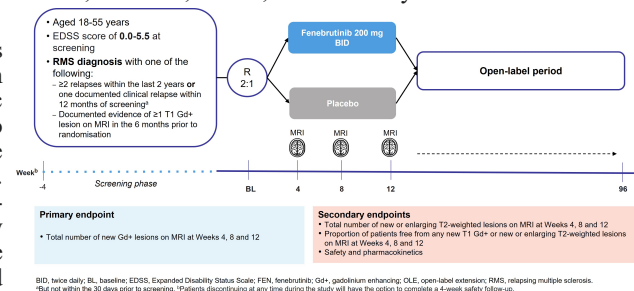 • Aged 18-55 years
• EDSS score of 0.0-5.5 at
screening
• RMS diagnosis with one of the
following:
– ≥2 relapses within the last 2 years or
one documented clinical relapse within
12 months of screeningᵃ
– Documented evidence of ≥1 T1 Gd+
lesion on MRI in the 6 months prior to
randomisation
R
2:1
Fenebrutinib 200 mg
BID
Placebo
Open-label period
MRI
MRI
MRI
Weekᵇ
-4
Screening phase
BL
4
8
12
96
Primary endpoint
• Total number of new Gd+ lesions on MRI at Weeks 4, 8 and 12
Secondary endpoints
• Total number of new or enlarging T2-weighted lesions on MRI at Weeks 4, 8 and 12
• Proportion of patients free from any new T1 Gd+ or new or enlarging T2-weighted lesions
on MRI at Weeks 4, 8 and 12
• Safety and pharmacokinetics
BID, twice daily; BL, baseline; EDSS, Expanded Disability Status Scale; FEN, fenebrutinib; Gd+, gadolinium enhancing; OLE, open-label extension; RMS, relapsing multiple sclerosis.
ᵃBut not within the 30 days prior to screening. ᵇPatients discontinuing at any time during the study will have the option to complete a 4-week safety follow-up.